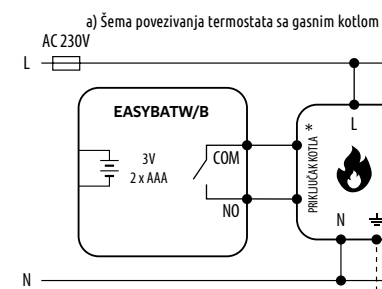 a) Šema povezivanja termostata sa gasnim kotlom
AC 230V
L
EASYBATW/B
3V
2 x AAA
COM
NO
PRIKLJUČAK KOTLA *
L
N
N